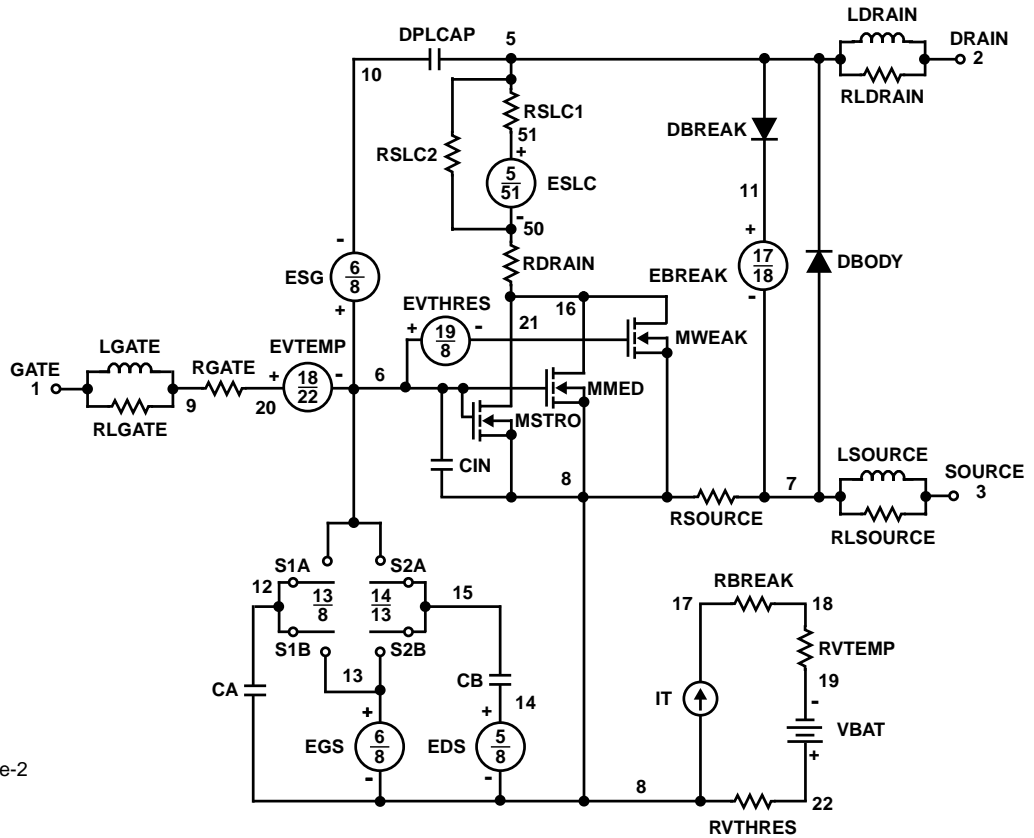 LDRAIN
DPLCAP
5
DRAIN
2
10
RLDRAIN
RSLC1
DBREAK
51
+
RSLC2
5
51
ESLC
11
-
50
-
+
17
18
EBREAK
-
DBODY
RDRAIN
ESG
6
8
+
EVTHRES
16
21
+
19
8
-
MWEAK
LGATE
EVTEMP
GATE
1
RGATE
+
18
22
-
6
MMED
9
20
MSTRO
RLGATE
LSOURCE
CIN
8
7
SOURCE
3
RSOURCE
RLSOURCE
S1A
S2A
12
13
8
14
13
15
RBREAK
17
18
S1B
S2B
RVTEMP
13
CB
19
CA
14
IT
-
+
+
VBAT
EGS
6
8
EDS
5
8
+
e-2
-
-
8
22
RVTHRES